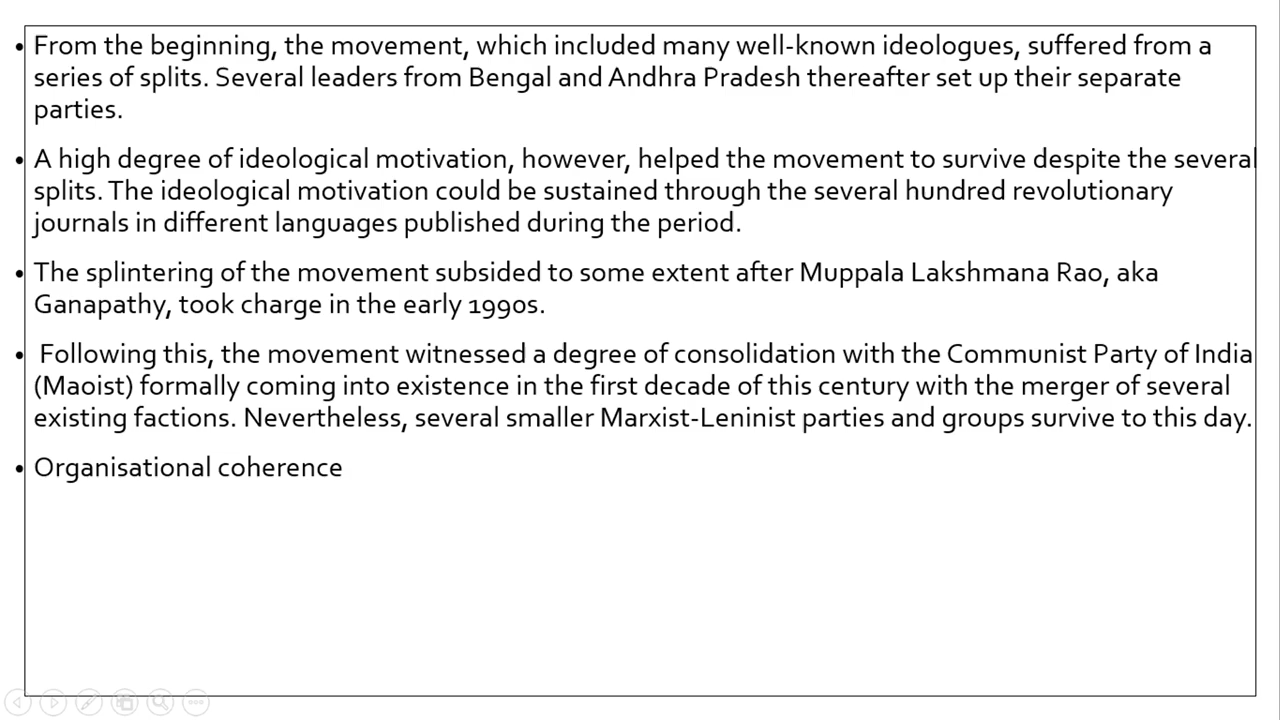 • From the beginning, the movement, which included many well-known ideologues, suffered from a
series of splits. Several leaders from Bengal and Andhra Pradesh thereafter set up their separate
parties.
• A high degree of ideological motivation, however, helped the movement to survive despite the several
splits. The ideological motivation could be sustained through the several hundred revolutionary
journals in different languages published during the period.
• The splintering of the movement subsided to some extent after Muppala Lakshmana Rao, aka
Ganapathy, took charge in the early 1990s.
• Following this, the movement witnessed a degree of consolidation with the Communist Party of India
(Maoist) formally coming into existence in the first decade of this century with the merger of several
existing factions. Nevertheless, several smaller Marxist-Leninist parties and groups survive to this day.
• Organisational coherence